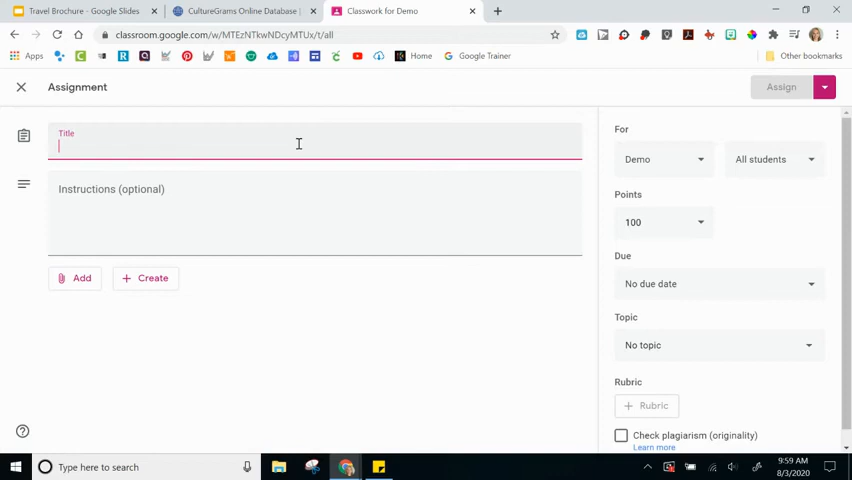 Travel Brochure - Google Slides
CultureGrams Online Database |
Classwork for Demo
classroom.google.com/w/MTEzNTkwNDcyMTUx/t/all
Apps
Home
Google Trainer
Other bookmarks
Assignment
Assign
Title
Instructions (optional)
Add
Create
For
Demo
All students
Points
100
Due
No due date
Topic
No topic
Rubric
Rubric
Check plagiarism (originality)
Learn more
Type here to search
9:59 AM
8/3/2020